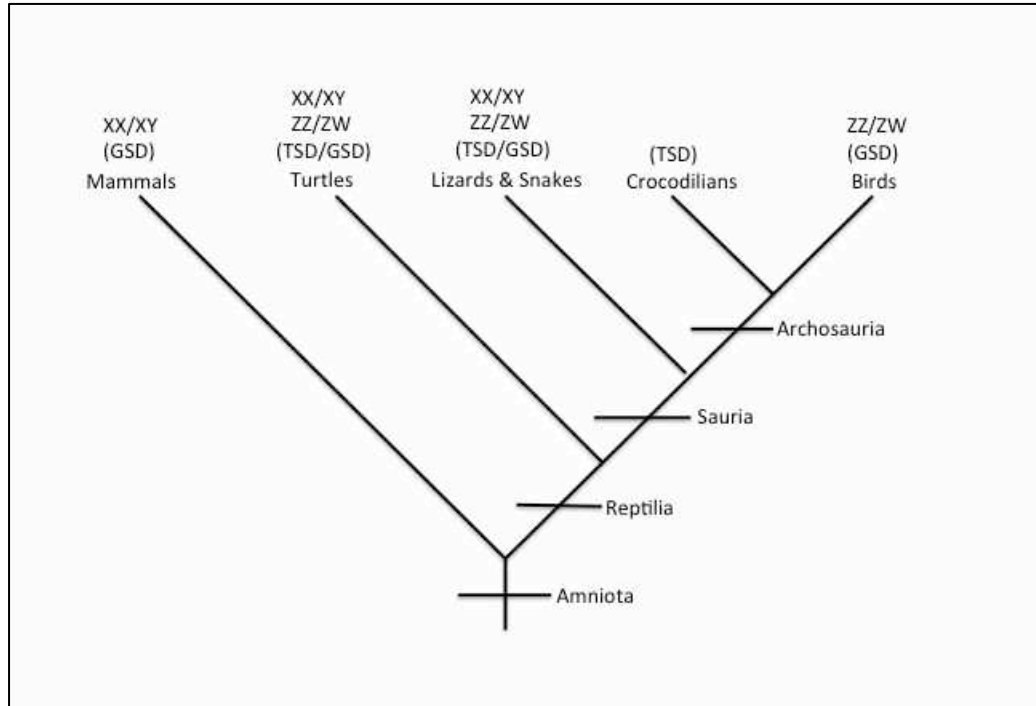 XX/XY
(GSD)
Mammals
XX/XY
ZZ/ZW
(TSD/GSD)
Turtles
XX/XY
ZZ/ZW
(TSD/GSD)
Lizards & Snakes
(TSD)
Crocodilians
ZZ/ZW
(GSD)
Birds
Archosauria
Sauria
Reptilia
Amniota